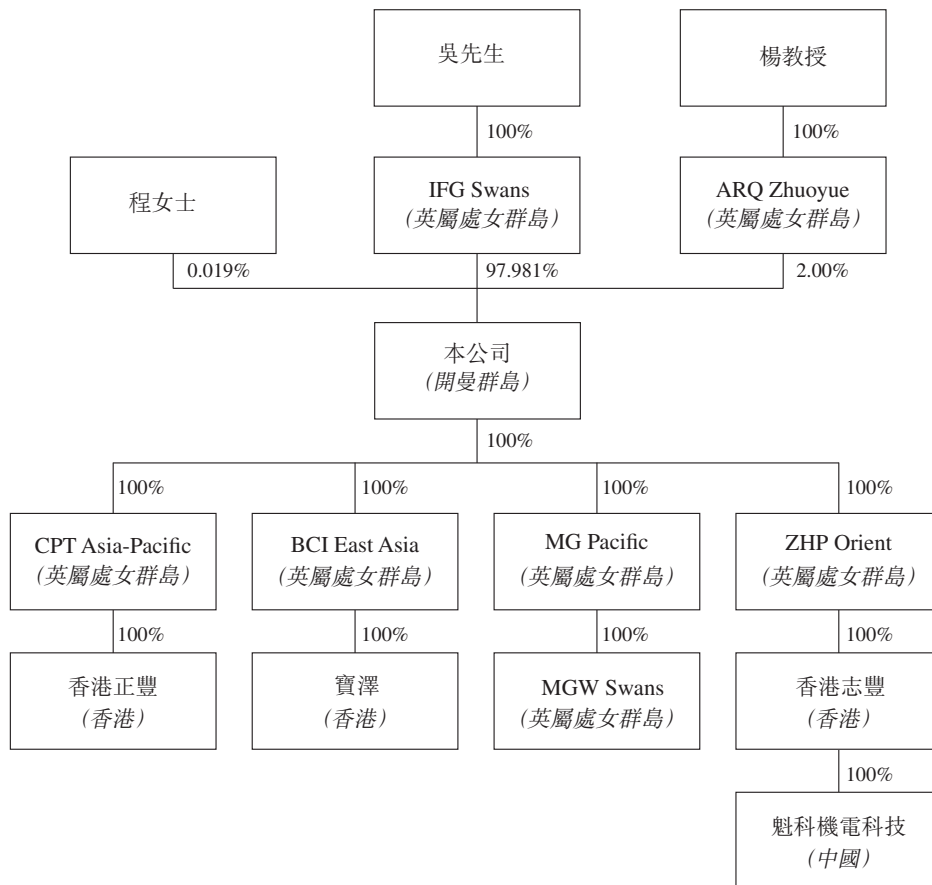 吳先生
楊教授
100%
100%
程女士
IFG Swans
(英屬處女群島)
ARQ Zhuoyue
(英屬處女群島)
0.019%
97.981%
2.00%
本公司
(開曼群島)
100%
100%
100%
100%
100%
CPT Asia-Pacific
(英屬處女群島)
BCI East Asia
(英屬處女群島)
MG Pacific
(英屬處女群島)
ZHP Orient
(英屬處女群島)
100%
100%
100%
100%
香港正豐
(香港)
寶澤
(香港)
MGW Swans
(英屬處女群島)
香港志豐
(香港)
100%
魁科機電科技
(中國)